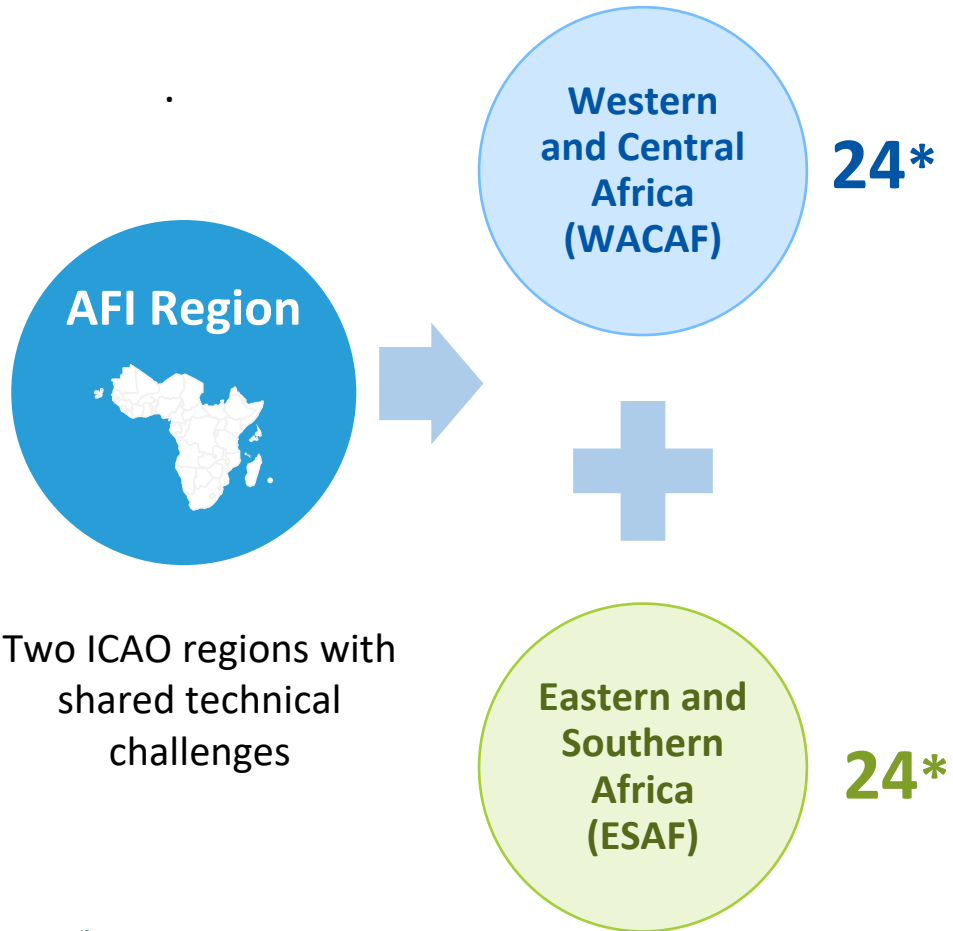 .
AFI Region
Two ICAO regions with
shared technical
challenges
Western
and Central
Africa
(WACAF)
24*
Eastern and
Southern
Africa
(ESAF)
24*